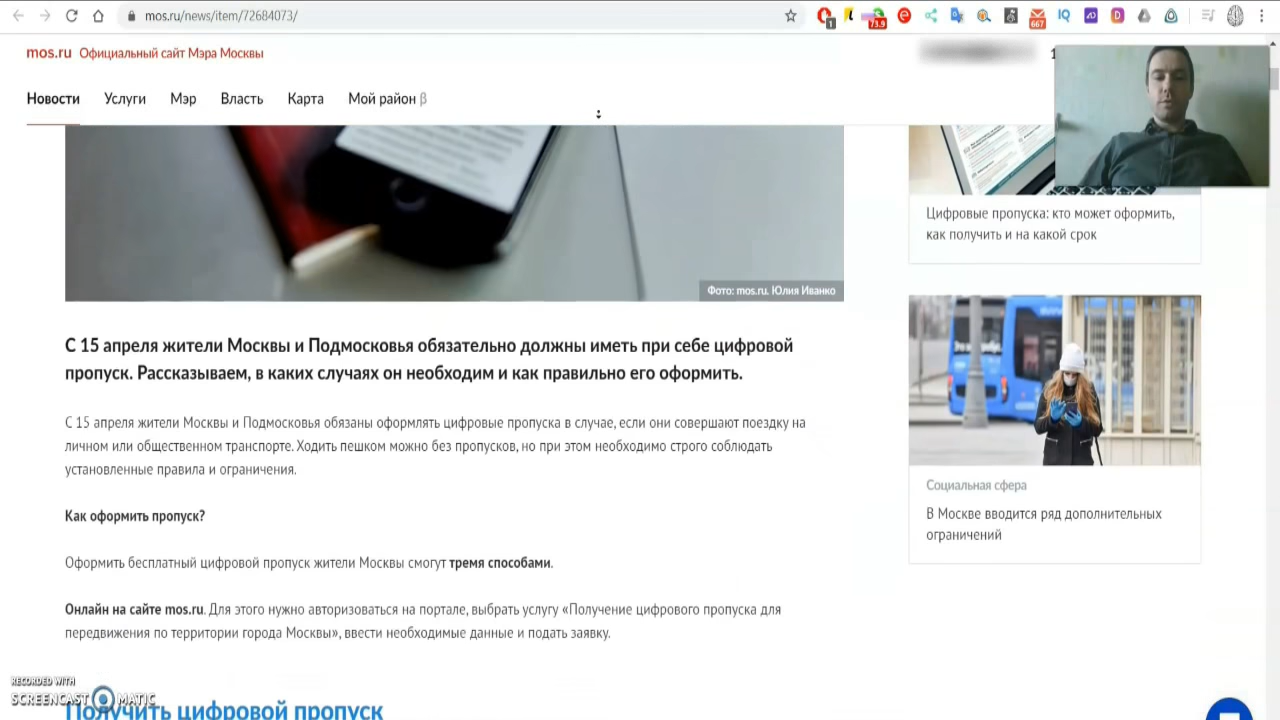 mos.ru/news/item/72684073/
1
73.9
667
IQ
mos.ru Официальный сайт Мэра Москвы
Новости Услуги Мэр Власть Карта Мой район β
Фото: mos.ru. Юлия Иванко
Цифровые пропуска: кто может оформить,
как получить и на какой срок
С 15 апреля жители Москвы и Подмосковья обязательно должны иметь при себе цифровой
пропуск. Рассказываем, в каких случаях он необходим и как правильно его оформить.
С 15 апреля жители Москвы и Подмосковья обязаны оформлять цифровые пропуска в случае, если они совершают поездку на
личном или общественном транспорте. Ходить пешком можно без пропусков, но при этом необходимо строго соблюдать
установленные правила и ограничения.
Как оформить пропуск?
Оформить бесплатный цифровой пропуск жители Москвы смогут тремя способами.
Онлайн на сайте mos.ru. Для этого нужно авторизоваться на портале, выбрать услугу «Получение цифрового пропуска для
передвижения по территории города Москвы», ввести необходимые данные и подать заявку.
Получить цифровой пропуск
Социальная сфера
В Москве вводится ряд дополнительных
ограничений
RECORDED WITH
SCREENCAST MATIC